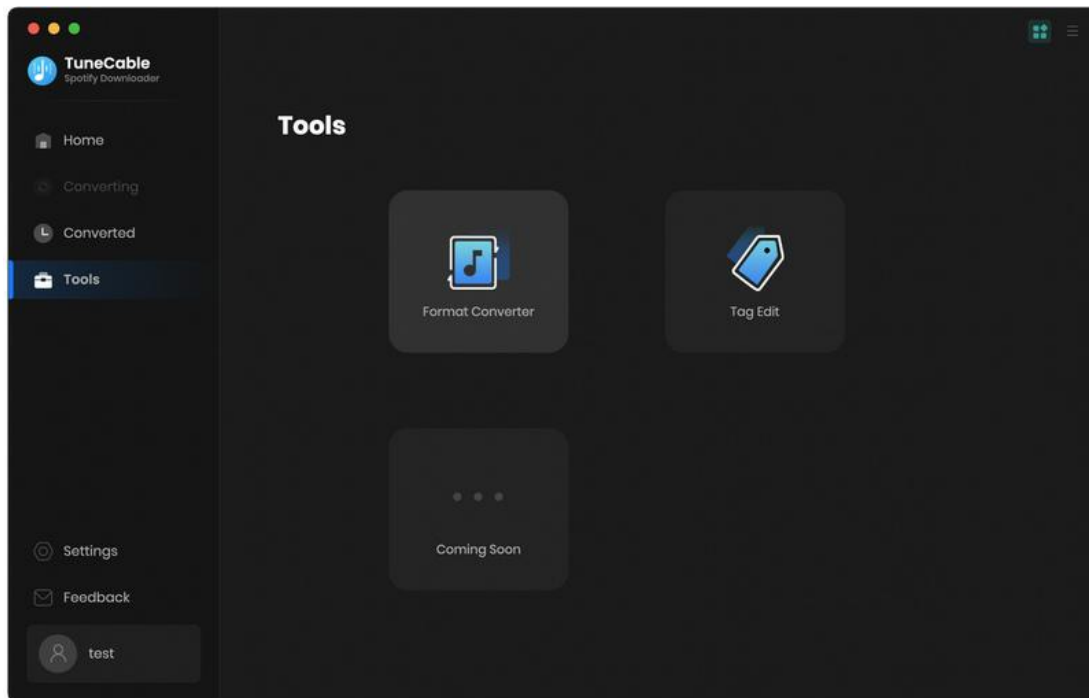 TuneCable
Spotify Downloader
Home
Converting
Converted
Tools
Settings
Feedback
test
Tools
Format Converter
Tag Edit
Coming Soon